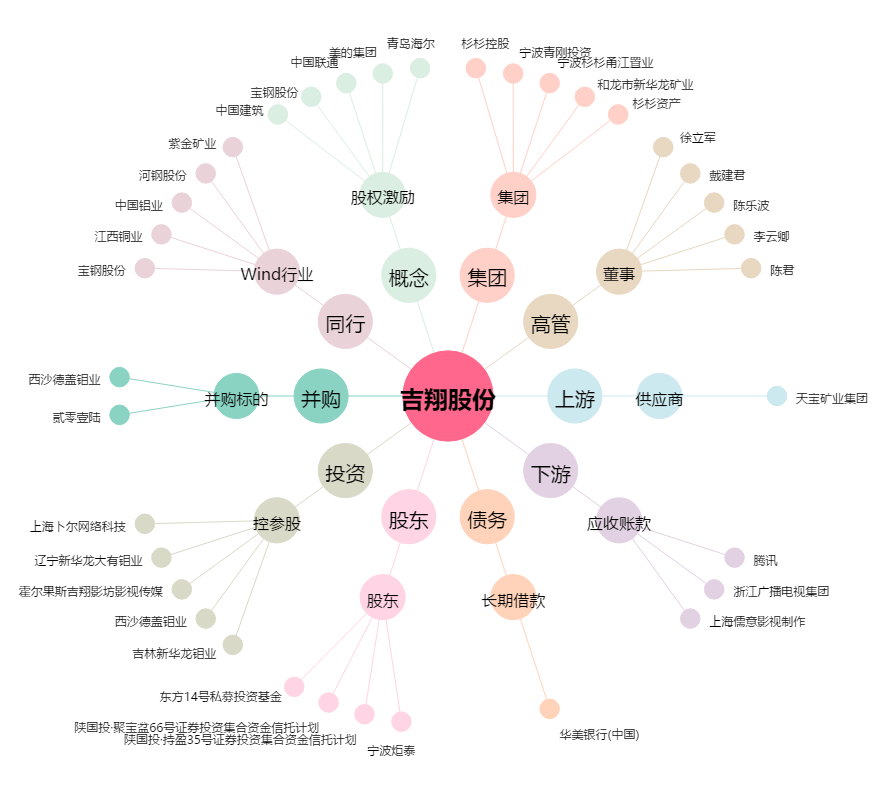 青岛海尔
杉杉控股
美的集团
宁波青刚投资
中国联通
宁波杉杉甬江置业
宝钢股份
和龙市新华龙矿业
中国建筑
杉杉资产
紫金矿业
徐立军
河钢股份
戴建君
股权激励
集团
中国铝业
陈乐波
江西铜业
李云卿
宝钢股份
Wind行业
概念
集团
董事
陈君
同行
高管
西沙德盖钼业
并购标的
并购
吉翔股份
上游
供应商
天宝矿业集团
贰零壹陆
投资
下游
上海卜尔网络科技
控参股
股东
债务
应收账款
辽宁新华龙大有钼业
腾讯
霍尔果斯吉翔影坊影视传媒
股东
长期借款
浙江广播电视集团
西沙德盖钼业
上海儒意影视制作
吉林新华龙钼业
东方14号私募投资基金
陕国投·聚宝盆66号证券投资集合资金信托计划
陕国投·持盈35号证券投资集合资金信托计划
宁波炬泰
华美银行(中国)